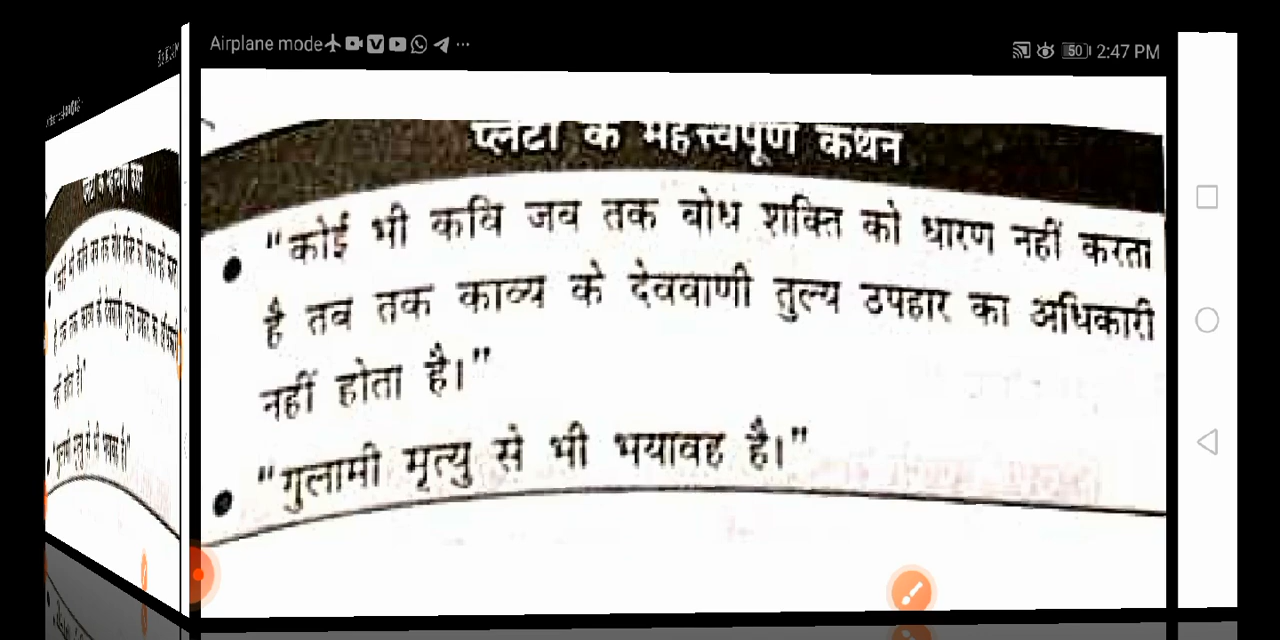 Airplane mode 50 2:47 PM
प्लेटो के महत्त्वपूर्ण कथन
"कोई भी कवि जब तक बोध शक्ति को धारण नहीं करता
है तब तक काव्य के देववाणी तुल्य उपहार का अधिकारी
नहीं होता है।"
"गुलामी मृत्यु से भी भयावह है।"